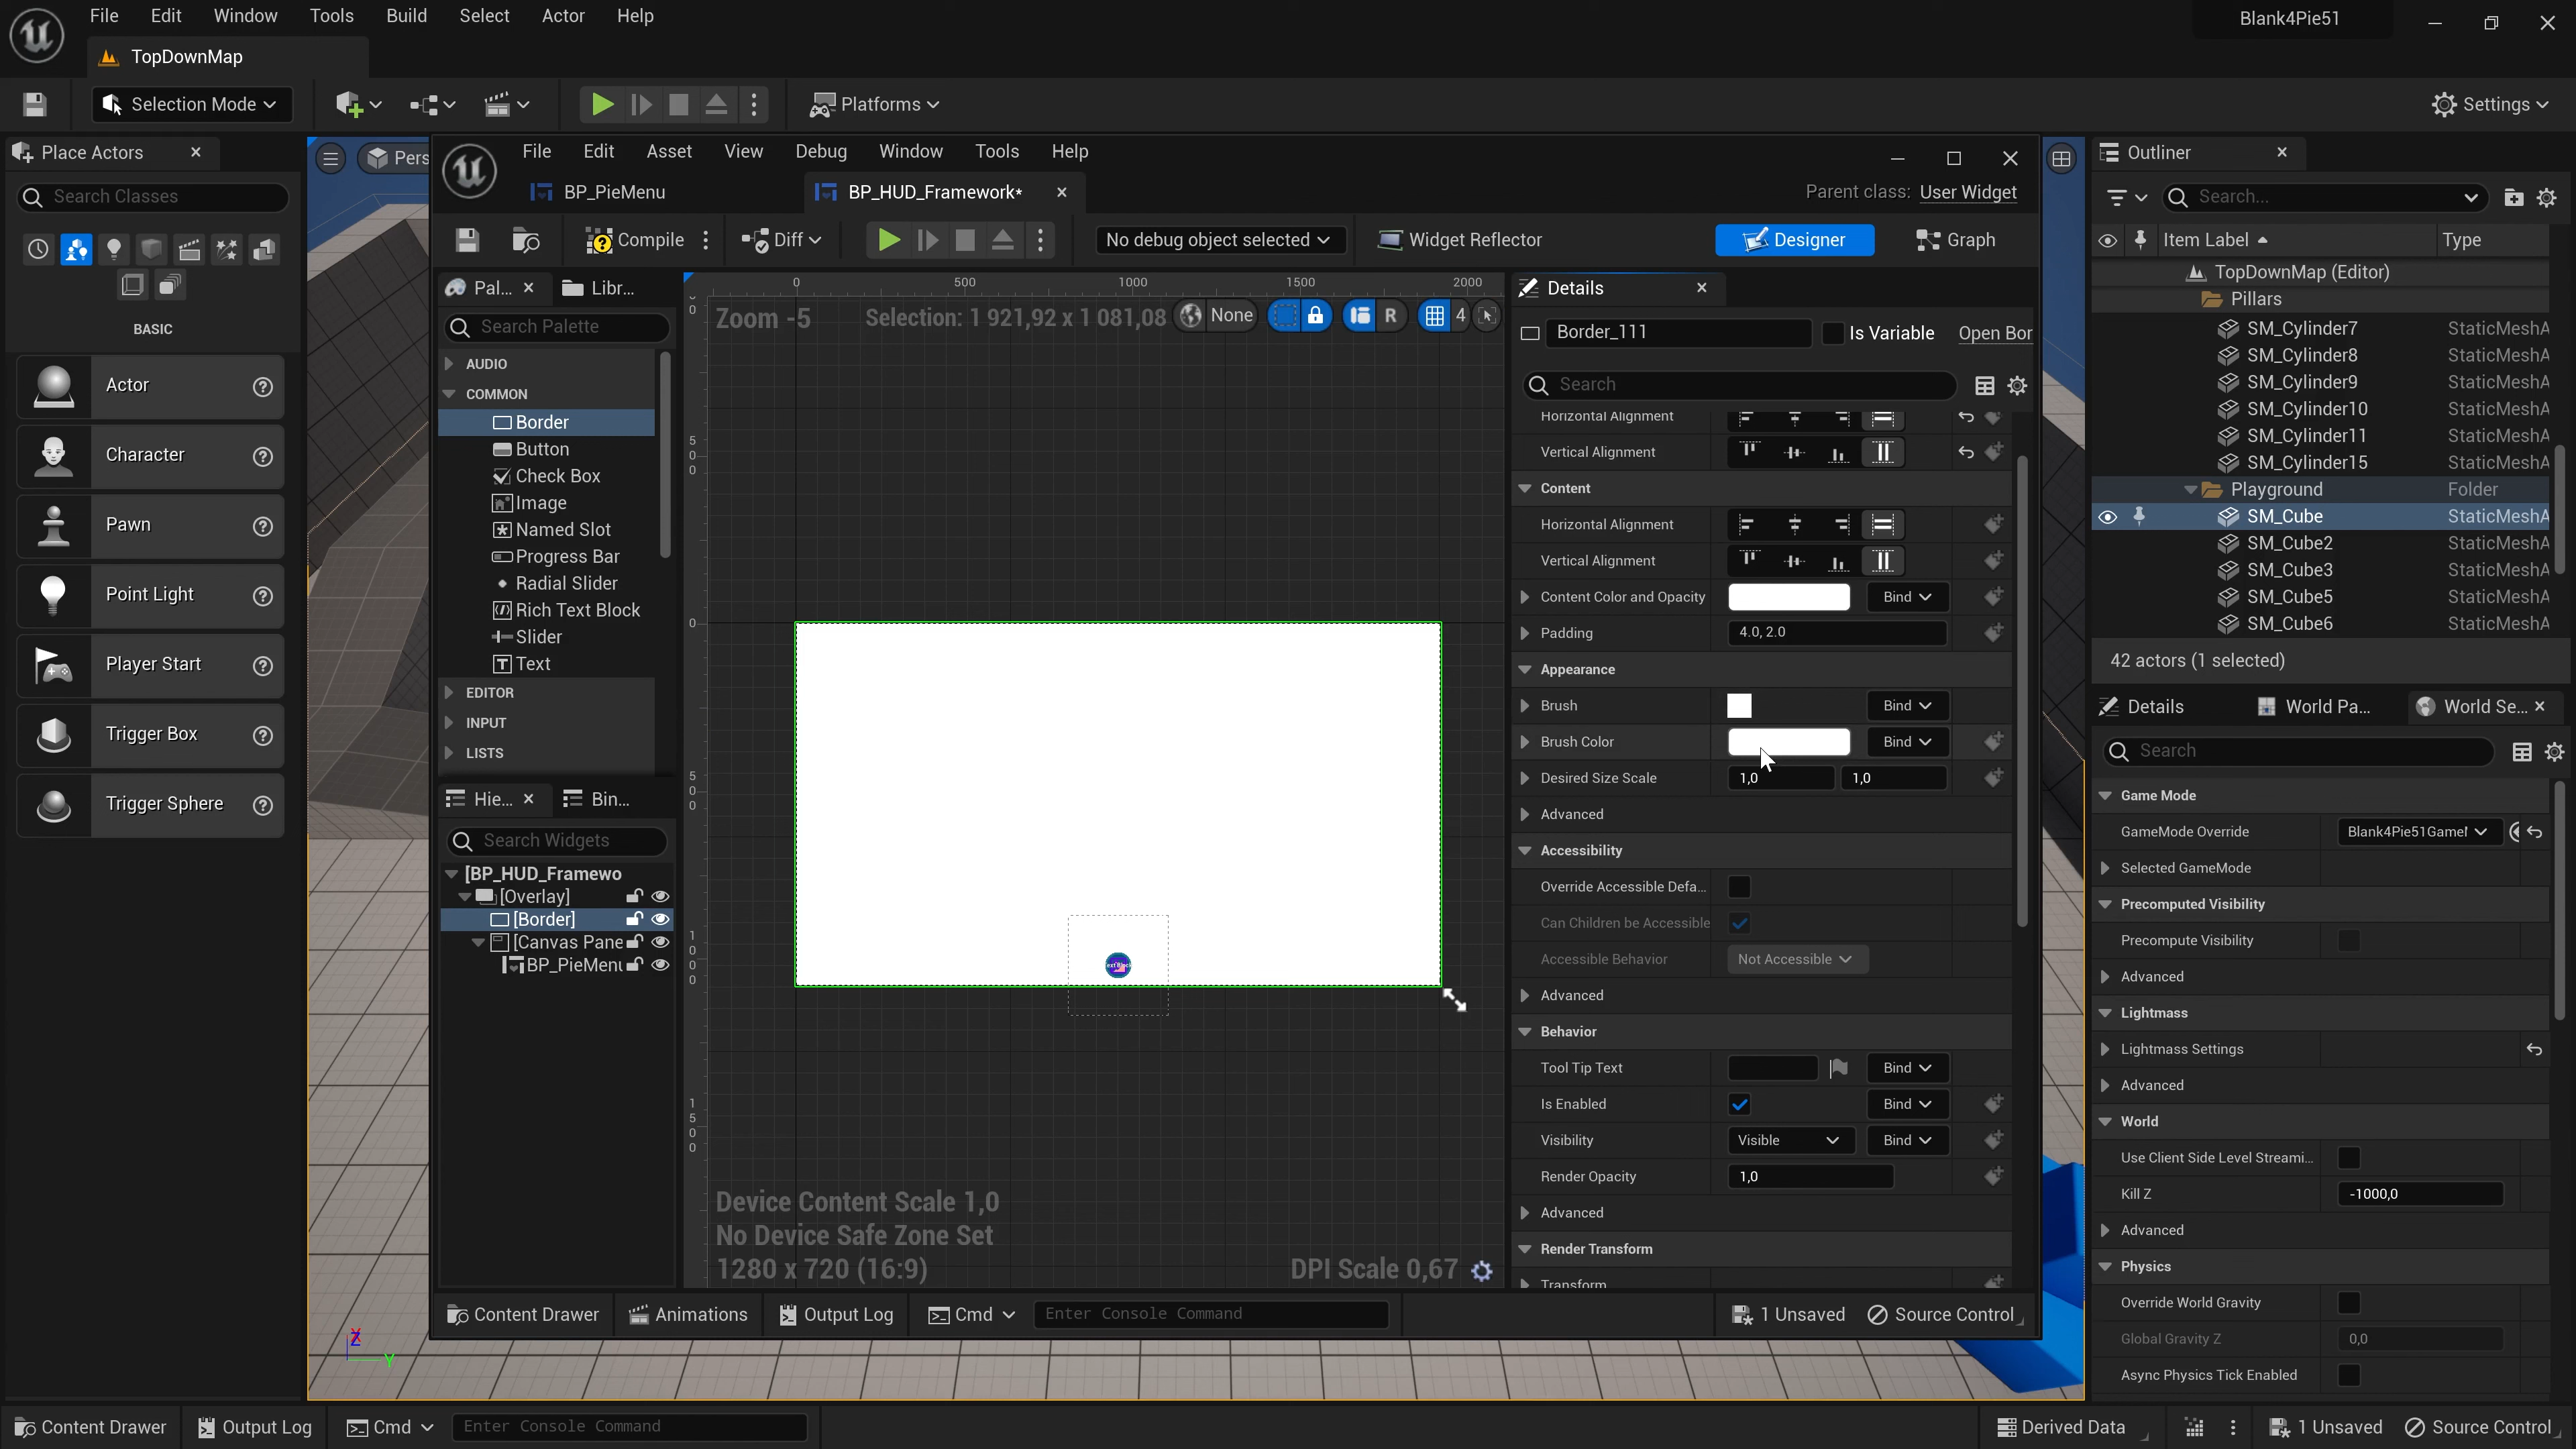 File Edit Window Tools Build Select Actor Help
Blank4Pie51
TopDownMap
Selection Mode
Platforms
Settings
Place Actors
Search Classes
BASIC
Actor
Character
Pawn
Point Light
Player Start
Trigger Box
Trigger Sphere
Pers
File Edit Asset View Debug Window Tools Help
BP_PieMenu
BP_HUD_Framework*
Parent class: User Widget
Compile
Diff
No debug object selected
Widget Reflector
Designer
Graph
Pal...
Libr...
Search Palette
AUDIO
COMMON
Border
Button
Check Box
Image
Named Slot
Progress Bar
Radial Slider
Rich Text Block
Slider
Text
EDITOR
INPUT
LISTS
Hie...
Bin...
Search Widgets
[BP_HUD_Framewo
[Overlay]
[Border]
[Canvas Pane
BP_PieMenu
0 500 1000 1500 2000
Zoom -5
Selection: 1 921,92 x 1 081,08
None
R
4
0
500
0
500
1000
1500
Device Content Scale 1,0
No Device Safe Zone Set
1280 x 720 (16:9)
DPI Scale 0,67
Details
Border_111
Is Variable
Open Bor
Search
Horizontal Alignment
Vertical Alignment
Content
Horizontal Alignment
Vertical Alignment
Content Color and Opacity Bind
Padding 4.0, 2.0
Appearance
Brush Bind
Brush Color Bind
Desired Size Scale 1,0 1,0
Advanced
Accessibility
Override Accessible Defa...
Can Children be Accessible
Accessible Behavior Not Accessible
Advanced
Behavior
Tool Tip Text Bind
Is Enabled Bind
Visibility Visible Bind
Render Opacity 1,0
Advanced
Render Transform
Transform
Content Drawer
Animations
Output Log
Cmd
Enter Console Command
1 Unsaved
Source Control
Outliner
Search...
Item Label
Type
TopDownMap (Editor)
Pillars
SM_Cylinder7 StaticMeshA
SM_Cylinder8 StaticMeshA
SM_Cylinder9 StaticMeshA
SM_Cylinder10 StaticMeshA
SM_Cylinder11 StaticMeshA
SM_Cylinder15 StaticMeshA
Playground Folder
SM_Cube StaticMeshA
SM_Cube2 StaticMeshA
SM_Cube3 StaticMeshA
SM_Cube5 StaticMeshA
SM_Cube6 StaticMeshA
42 actors (1 selected)
Details
World Pa...
World Se...
Search
Game Mode
GameMode Override Blank4Pie51GameM
Selected GameMode
Precomputed Visibility
Precompute Visibility
Advanced
Lightmass
Lightmass Settings
Advanced
World
Use Client Side Level Streami...
Kill Z -1000,0
Advanced
Physics
Override World Gravity
Global Gravity Z 0,0
Async Physics Tick Enabled
Z
Y
Content Drawer
Output Log
Cmd
Enter Console Command
Derived Data
1 Unsaved
Source Control